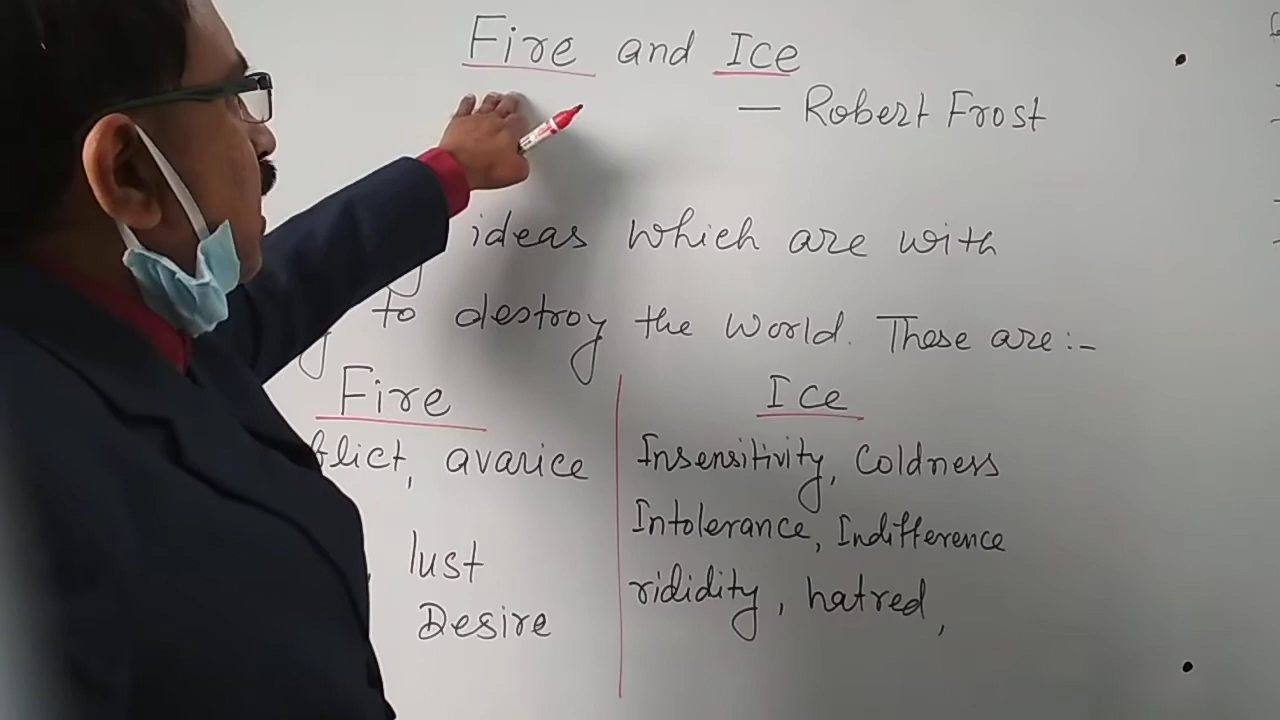 Fire and Ice
— Robert Frost
ideas which are with
to destroy the World. These are:-
Fire
Ice
flict, avarice
Insensitivity, Coldness
Intolerance, Indifference
lust
rididity, hatred,
Desire